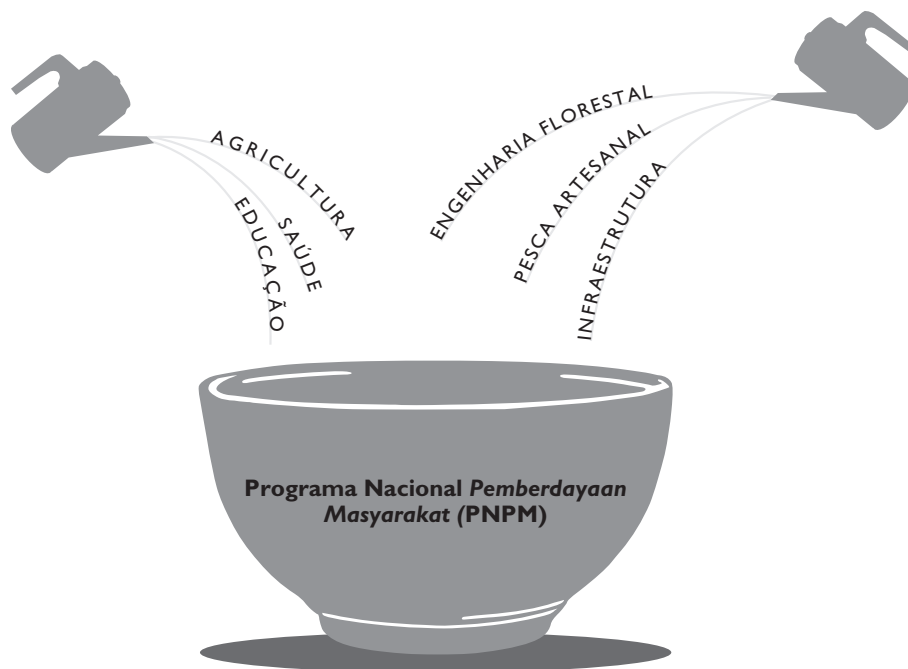 AGRICULTURA
SAÚDE
EDUCAÇÃO
ENGENHARIA FLORESTAL
PESCA ARTESANAL
INFRAESTRUTURA
Programa Nacional Pemberdayaan
Masyarakat (PNPM)